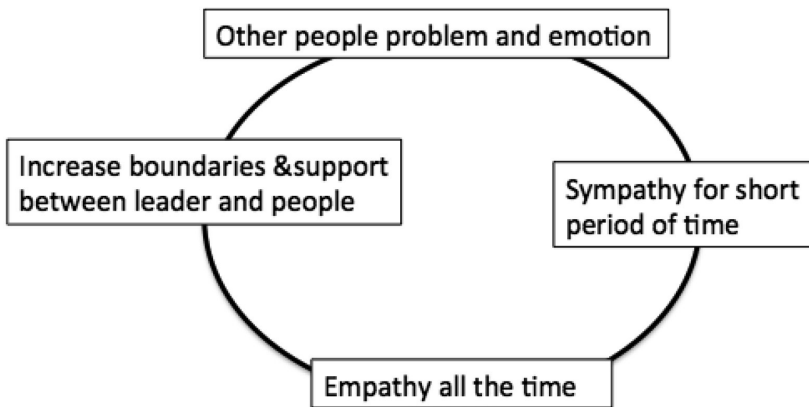 Other people problem and emotion
Increase boundaries &support
between leader and people
Sympathy for short
period of time
Empathy all the time